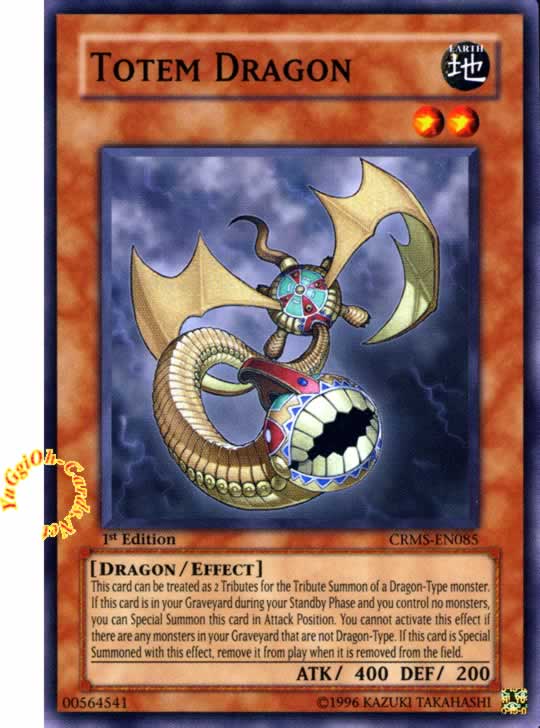 TOTEM DRAGON
EARTH
地
1st Edition
CRMS-EN085
[DRAGON/EFFECT]
This card can be treated as 2 Tributes for the Tribute Summon of a Dragon-Type monster.
If this card is in your Graveyard during your Standby Phase and you control no monsters,
you can Special Summon this card in Attack Position. You cannot activate this effect if
there are any monsters in your Graveyard that are not Dragon-Type. If this card is Special
Summoned with this effect, remove it from play when it is removed from the field.
ATK/ 400 DEF/ 200
00564541
©1996 KAZUKI TAKAHASHI
YuGgiOh-Cards.Net